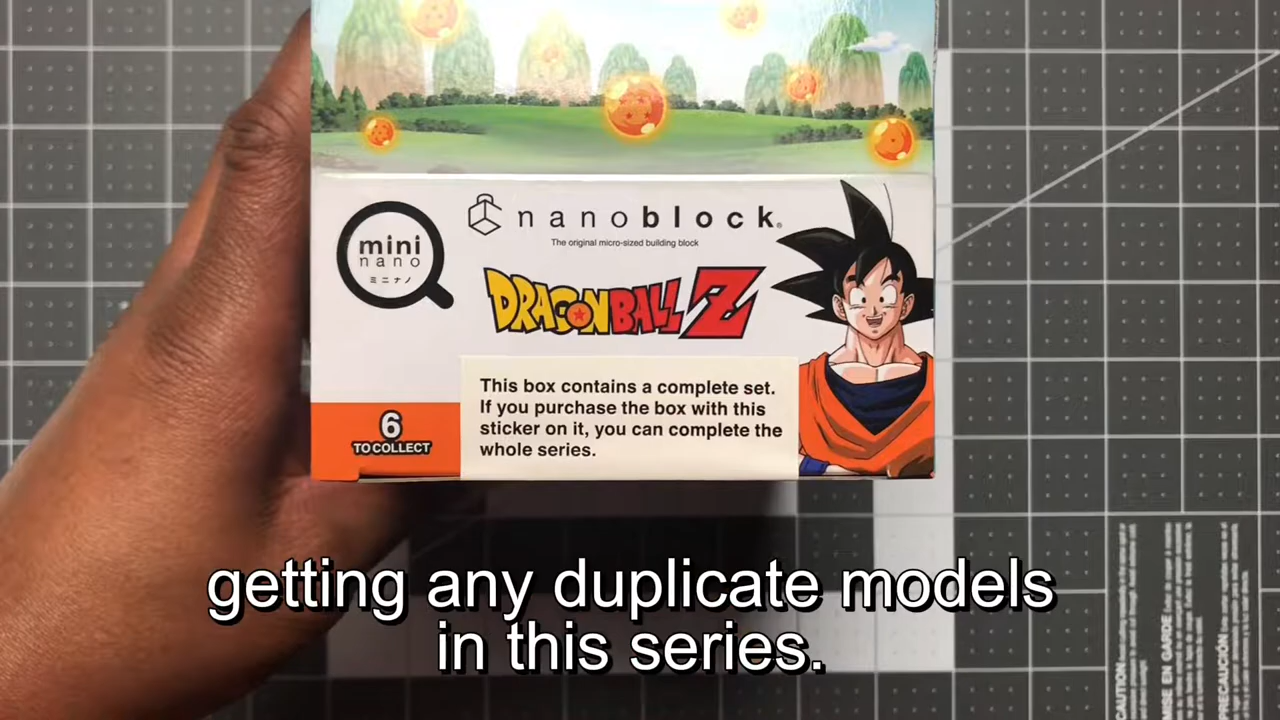 mini
nano
ミニナノ
nanoblock®
The original micro-sized building block
DRAGONBALL Z
This box contains a complete set.
If you purchase the box with this
sticker on it, you can complete the
whole series.
6
TO COLLECT
getting any duplicate models
in this series.
CAUTION:
MISE EN GARDE:
PRECAUCIÓN: